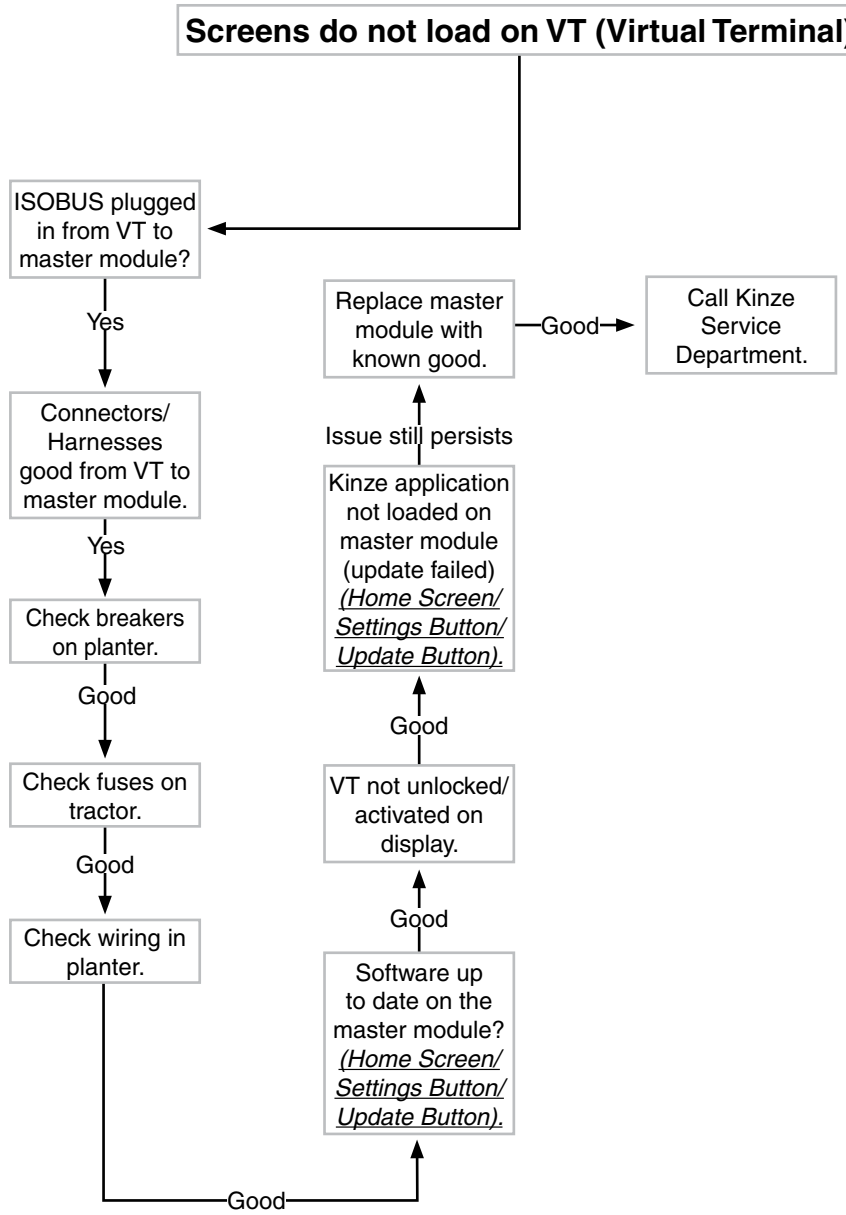 Screens do not load on VT (Virtual Terminal)
ISOBUS plugged
in from VT to
master module?
Yes
Connectors/
Harnesses
good from VT to
master module.
Yes
Check breakers
on planter.
Good
Check fuses on
tractor.
Good
Check wiring in
planter.
Good
Software up
to date on the
master module?
(Home Screen/
Settings Button/
Update Button).
Good
VT not unlocked/
activated on
display.
Good
Kinze application
not loaded on
master module
(update failed)
(Home Screen/
Settings Button/
Update Button).
Issue still persists
Replace master
module with
known good.
Good
Call Kinze
Service
Department.